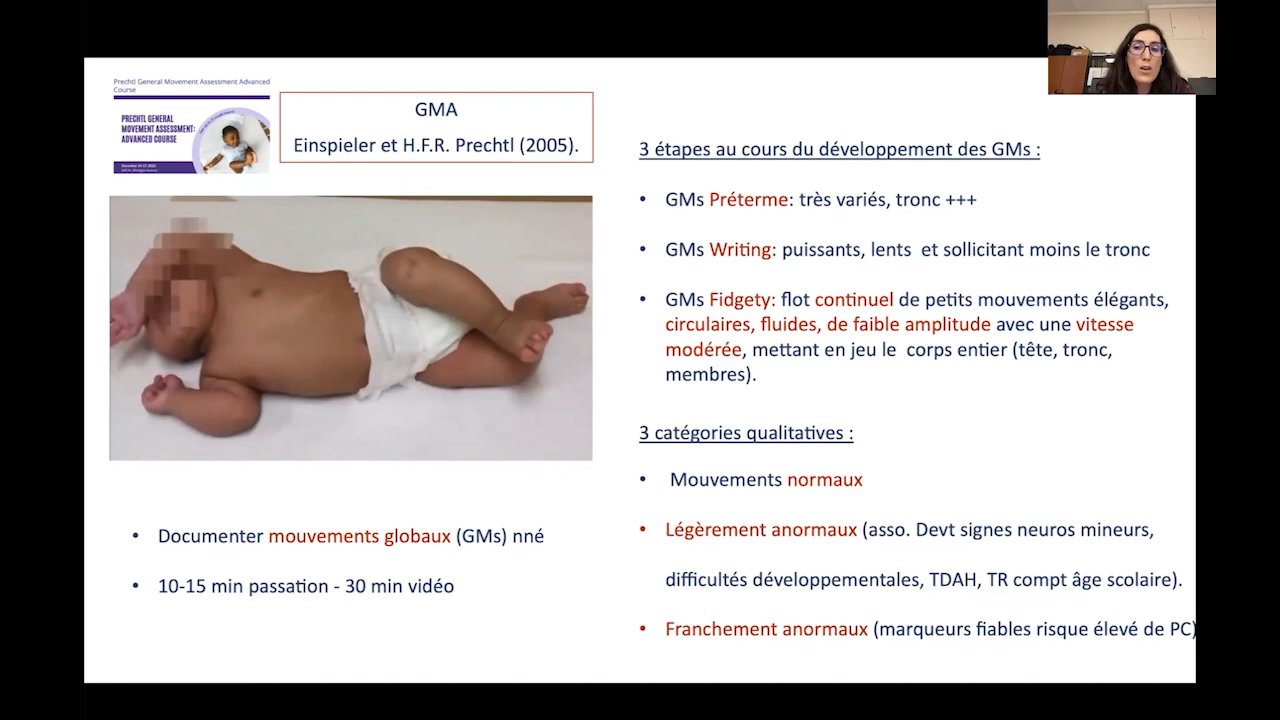 Prechtl General Movement Assessment Advanced
Course
PRECHTL GENERAL
MOVEMENT ASSESSMENT:
ADVANCED COURSE
GMA
Einspieler et H.F.R. Prechtl (2005).
Documenter mouvements globaux (GMs) nné
10-15 min passation - 30 min vidéo
3 étapes au cours du développement des GMs :
GMs Préterme: très variés, tronc +++
GMs Writing: puissants, lents et sollicitant moins le tronc
GMs Fidgety: flot continuel de petits mouvements élégants,
circulaires, fluides, de faible amplitude avec une vitesse
modérée, mettant en jeu le corps entier (tête, tronc,
membres).
3 catégories qualitatives :
Mouvements normaux
Légèrement anormaux (asso. Devt signes neuros mineurs,
difficultés développementales, TDAH, TR compt âge scolaire).
Franchement anormaux (marqueurs fiables risque élevé de PC)